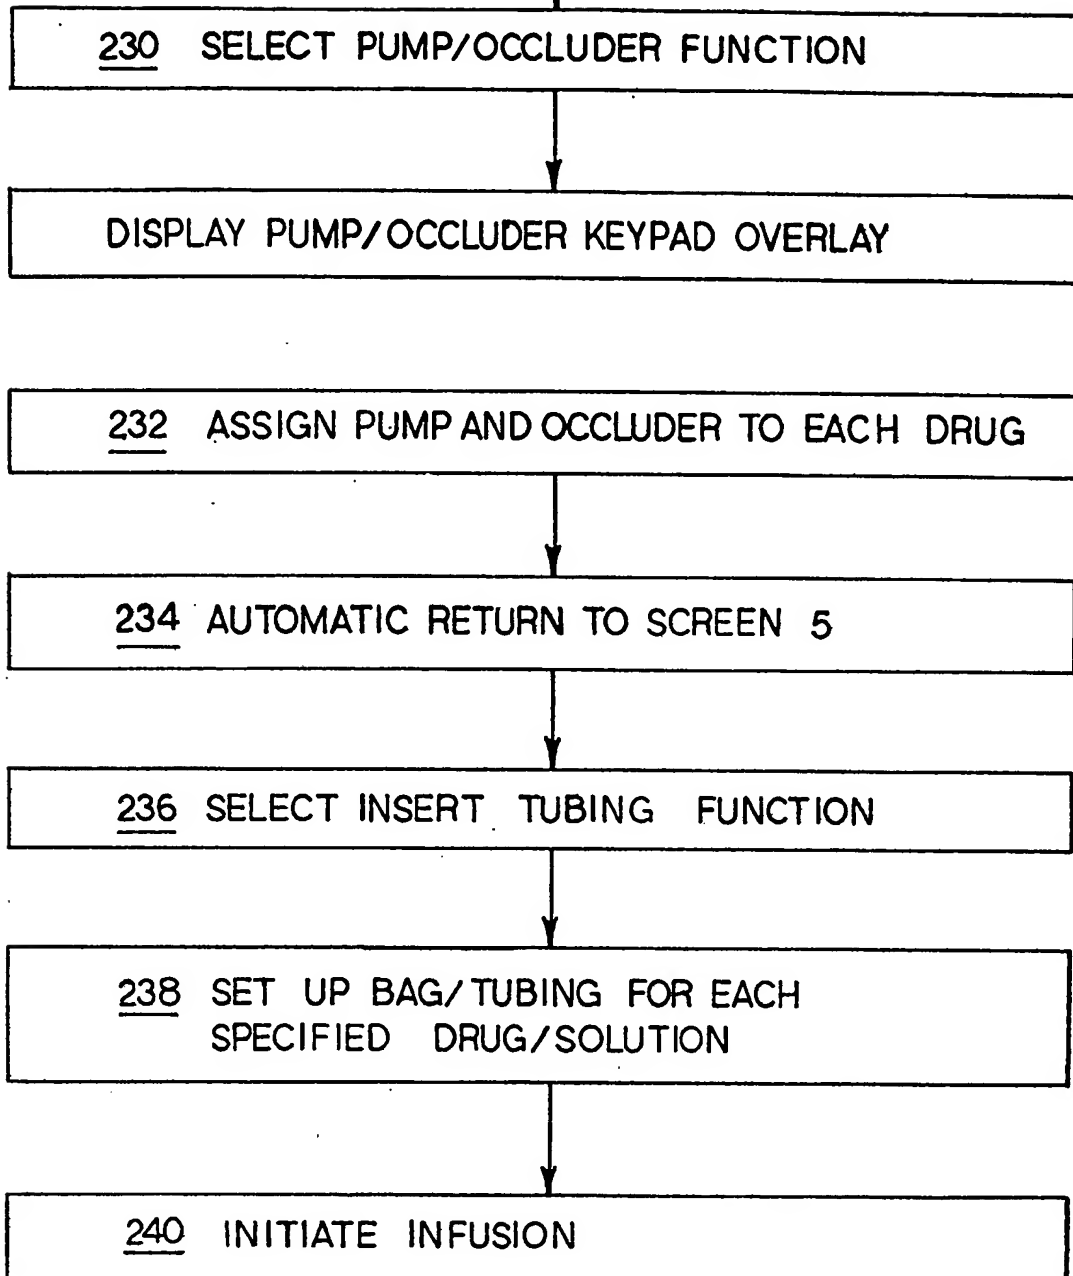 230 SELECT PUMP/OCCLUDER FUNCTION
DISPLAY PUMP/OCCLUDER KEYPAD OVERLAY
232 ASSIGN PUMP AND OCCLUDER TO EACH DRUG
234 AUTOMATIC RETURN TO SCREEN 5
236 SELECT INSERT TUBING FUNCTION
238 SET UP BAG/TUBING FOR EACH
SPECIFIED DRUG/SOLUTION
240 INITIATE INFUSION